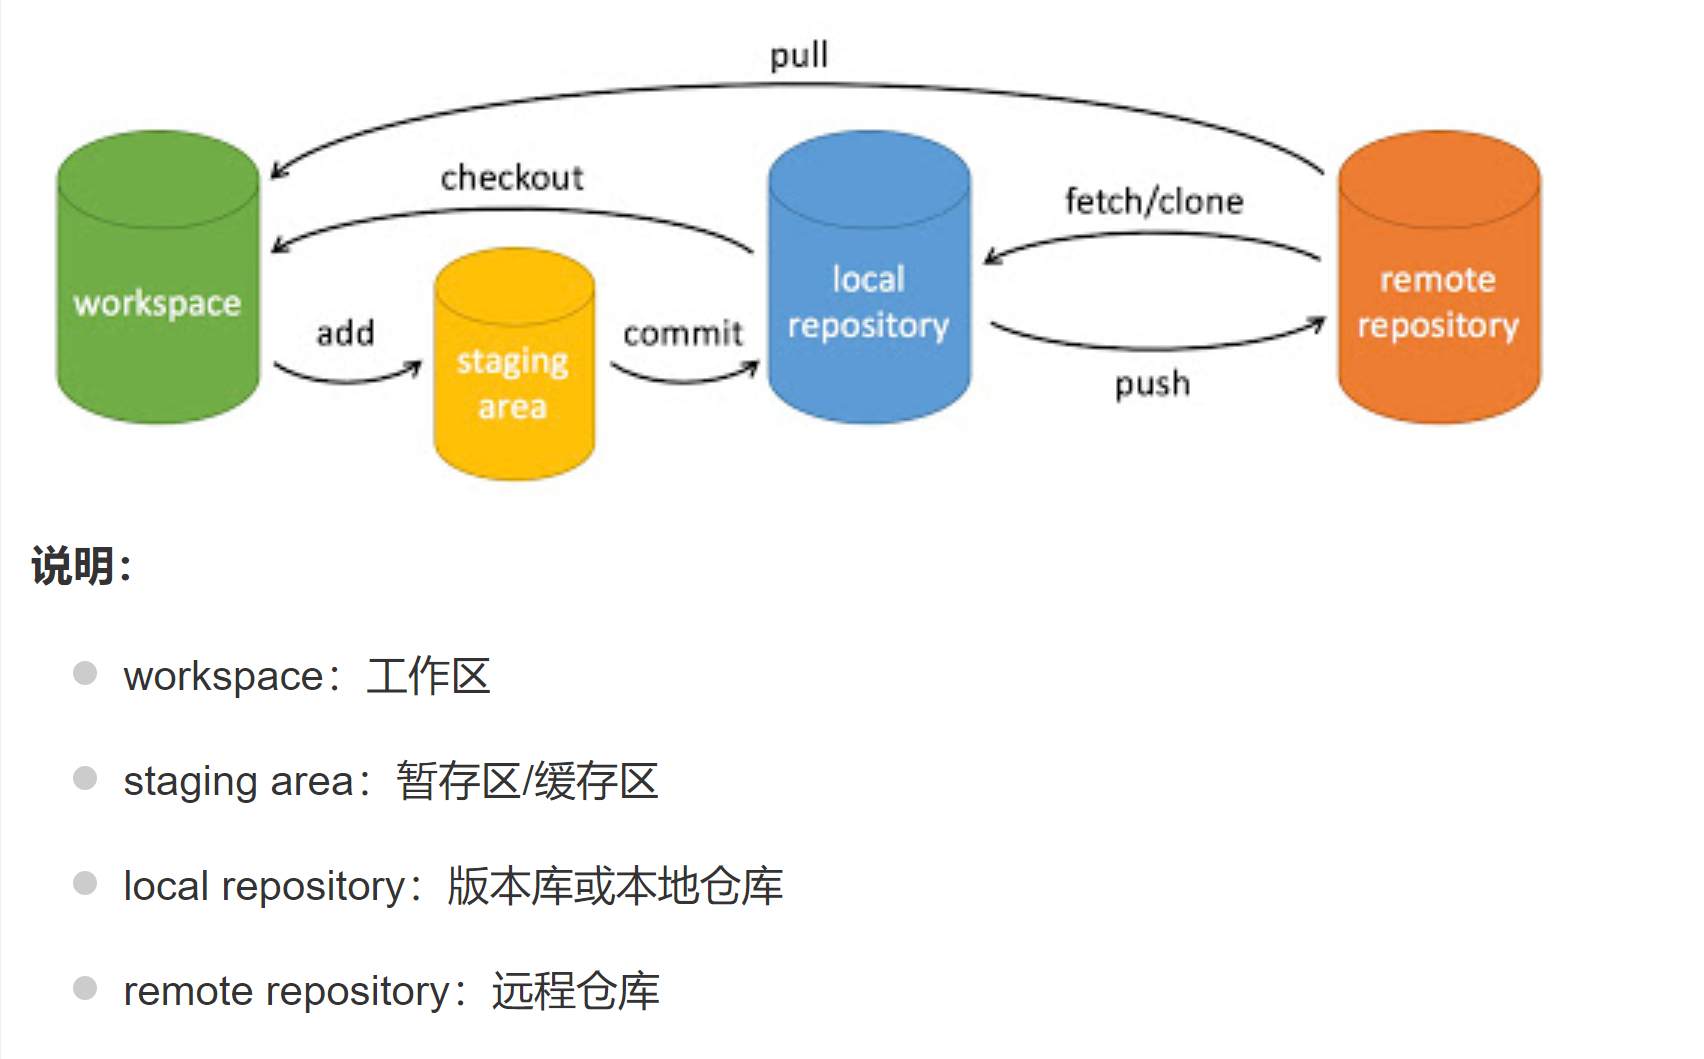 pull
checkout
fetch/clone
workspace
local
repository
remote
repository
add
staging
area
commit
push
说明：
workspace：工作区
staging area：暂存区/缓存区
local repository：版本库或本地仓库
remote repository：远程仓库